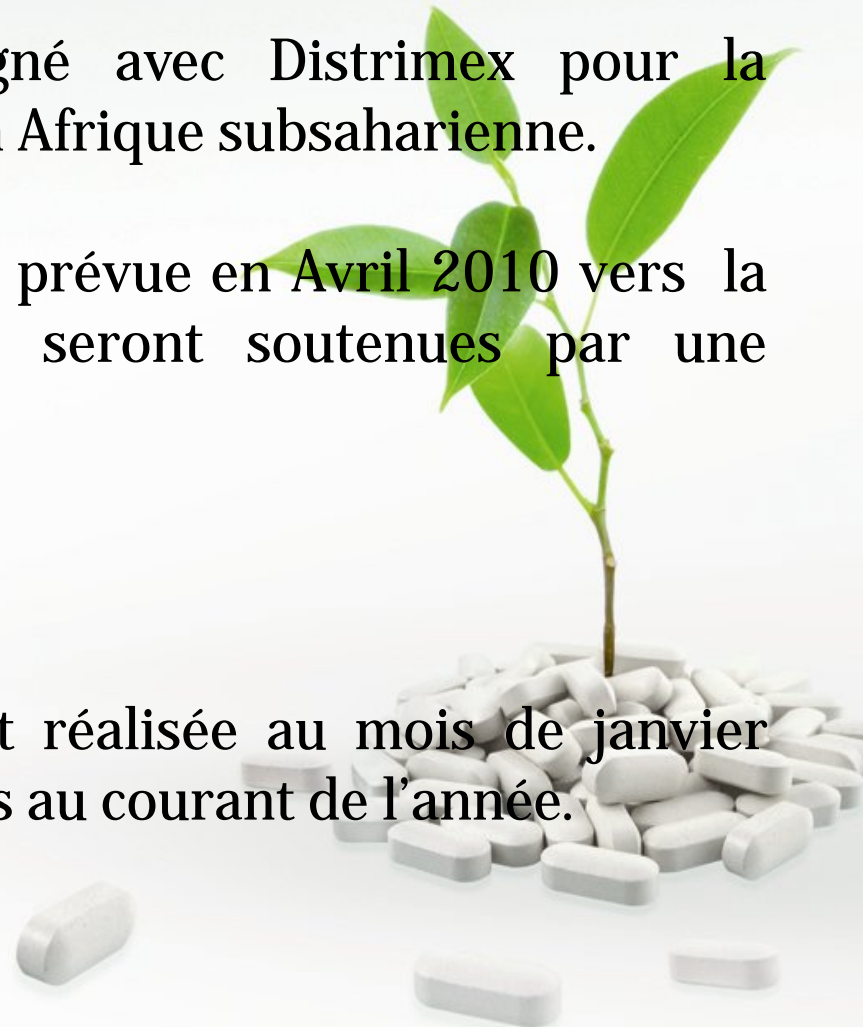 gné avec Distrimex pour la
Afrique subsaharienne.
prévue en Avril 2010 vers la
seront soutenues par une
t réalisée au mois de janvier
s au courant de l’année.